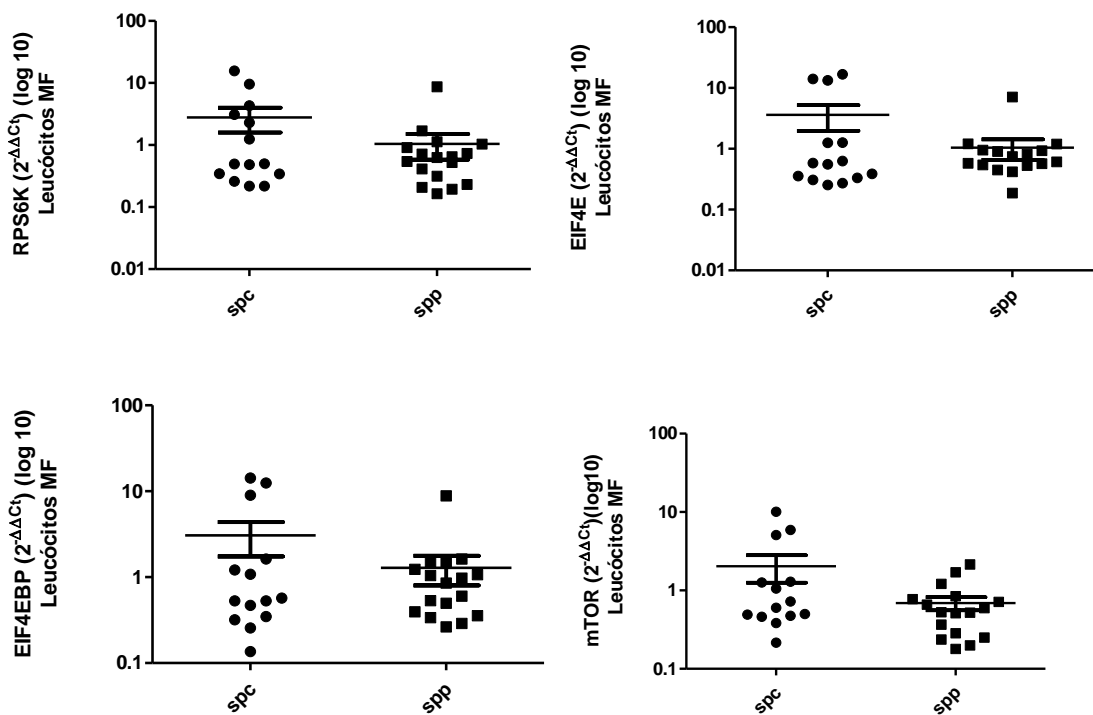 RPS6K (2^-ΔΔCt) (log 10)
Leucócitos MF
100
10
1
0.1
0.01
spc
spp
EIF4E (2^-ΔΔCt) (log 10)
Leucócitos MF
100
10
1
0.1
0.01
spc
spp
EIF4EBP (2^-ΔΔCt) (log 10)
Leucócitos MF
100
10
1
0.1
spc
spp
mTOR (2^-ΔΔCt)(log10)
Leucócitos MF
100
10
1
0.1
spc
spp